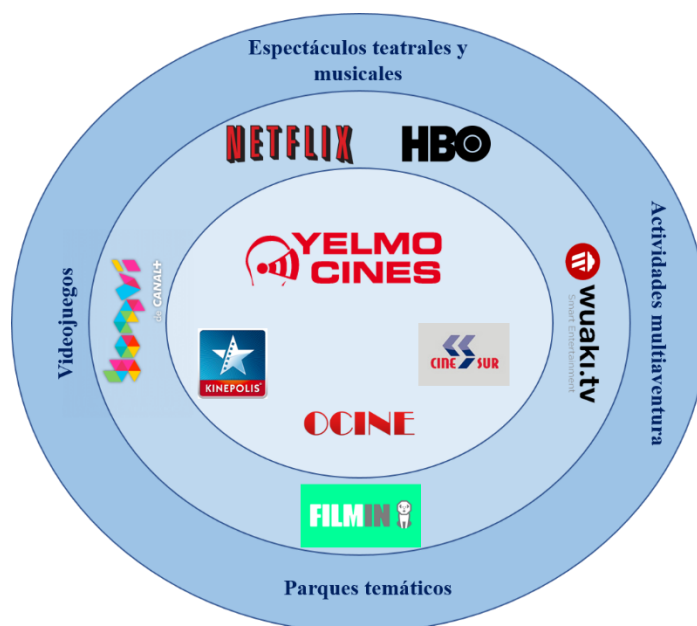 Espectáculos teatrales y
musicales
NETFLIX HBO
YELMO
CINES
Videojuegos
de CANAL+
wuaki.tv
Smart Entertainment
Actividades multiaventura
KINEPOLIS
CINE SUR
OCINE
FILMIN
Parques temáticos